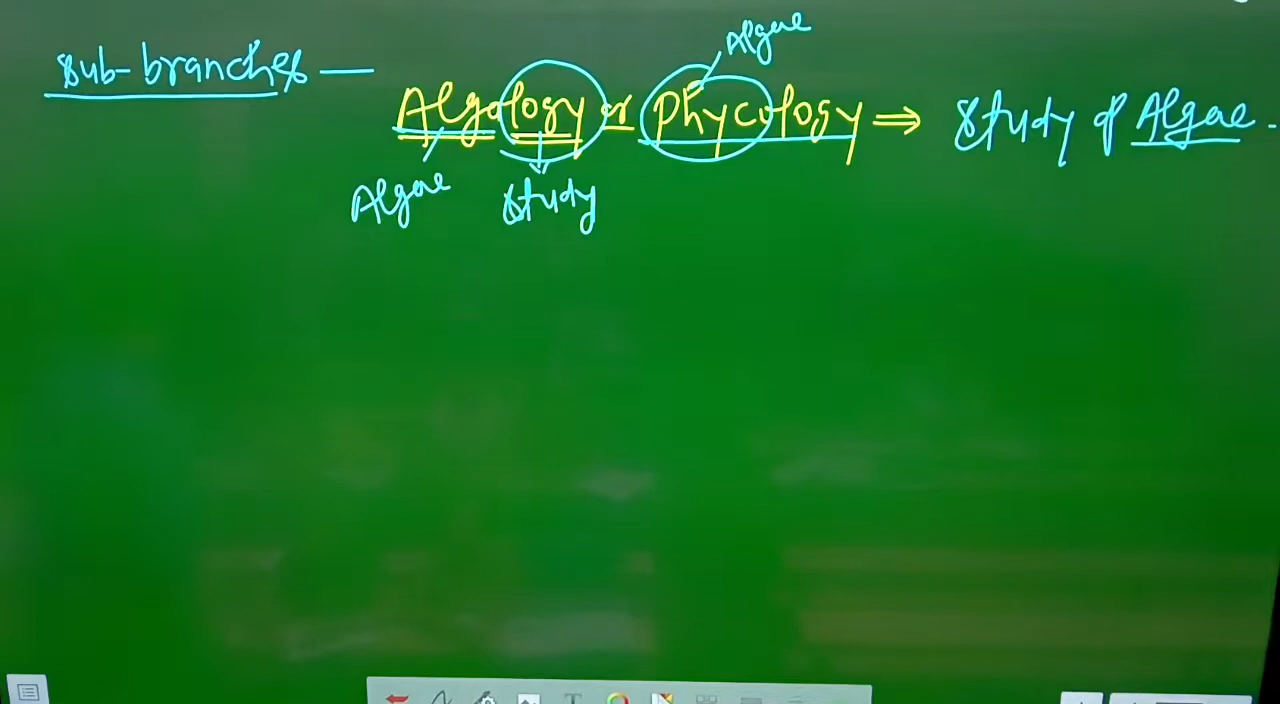 Algae
Sub-branches —
Algology or Phycology ⇒ Study of Algae.
Algae Study